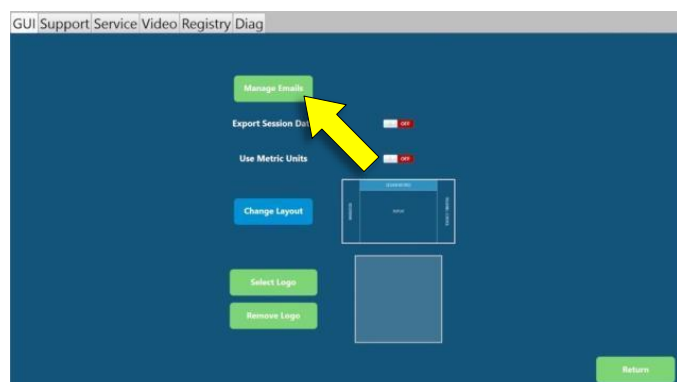 GUI Support Service Video Registry Diag
Manage Emails
Export Session Dat
OFF
Use Metric Units
OFF
Change Layout
Select Logo
Remove Logo
Return